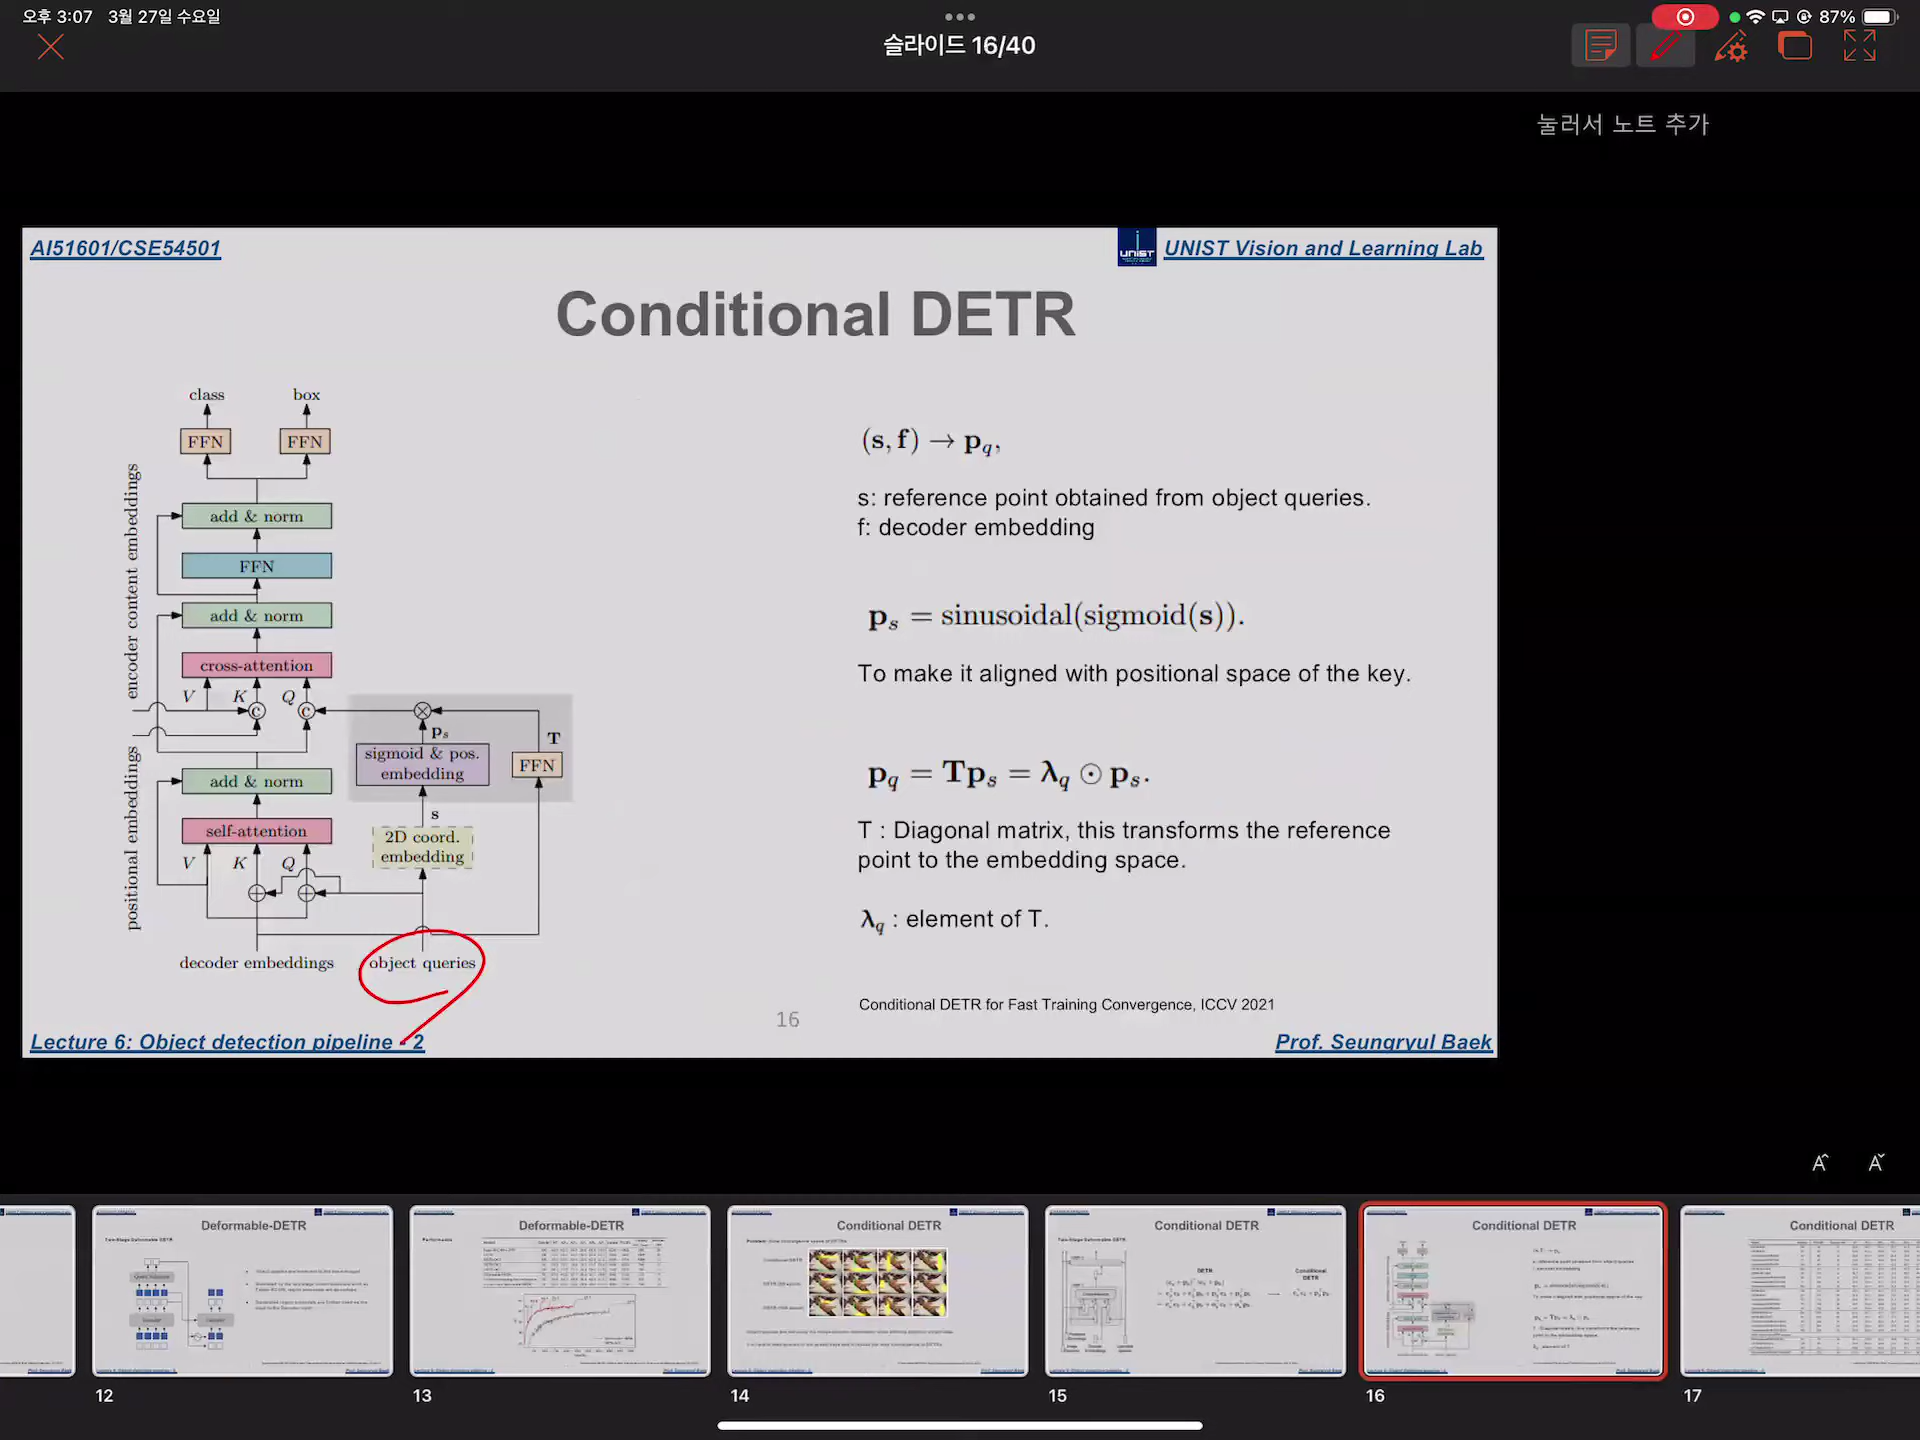 오후 3:07 3월 27일 수요일
87%
슬라이드 16/40
눌러서 노트 추가
AI51601/CSE54501
UNIST
UNIST Vision and Learning Lab
Conditional DETR
class box
FFN FFN
add & norm
FFN
add & norm
cross-attention
V K Q
C C
encoder content embeddings
positional embeddings
p_s
T
sigmoid & pos. embedding
FFN
add & norm
s
self-attention
2D coord. embedding
V K Q
decoder embeddings
object queries
(s, f) → p_q,
s: reference point obtained from object queries.
f: decoder embedding
p_s = sinusoidal(sigmoid(s)).
To make it aligned with positional space of the key.
p_q = Tp_s = λ_q ⊙ p_s.
T : Diagonal matrix, this transforms the reference
point to the embedding space.
λ_q : element of T.
Conditional DETR for Fast Training Convergence, ICCV 2021
16
Lecture 6: Object detection pipeline - 2
Prof. Seungryul Baek
Deformable-DETR
Deformable-DETR
Conditional DETR
Conditional DETR
Conditional DETR
Conditional DETR
12
13
14
15
16
17